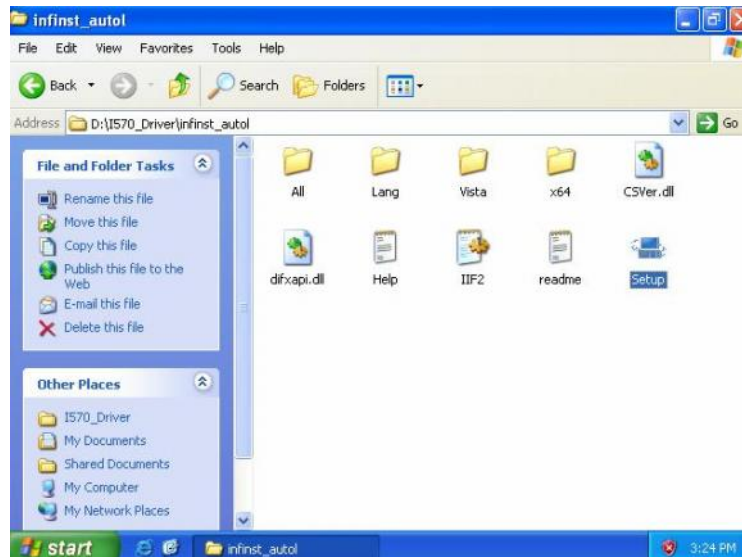 infinst_autol
File Edit View Favorites Tools Help
Back Search Folders
Address D:\I570_Driver\infinst_autol Go
File and Folder Tasks
Rename this file
Move this file
Copy this file
Publish this file to the
Web
E-mail this file
Delete this file
Other Places
I570_Driver
My Documents
Shared Documents
My Computer
My Network Places
All Lang Vista x64 CSVer.dll
difxapi.dll Help IIF2 readme Setup
start infinst_autol 3:24 PM